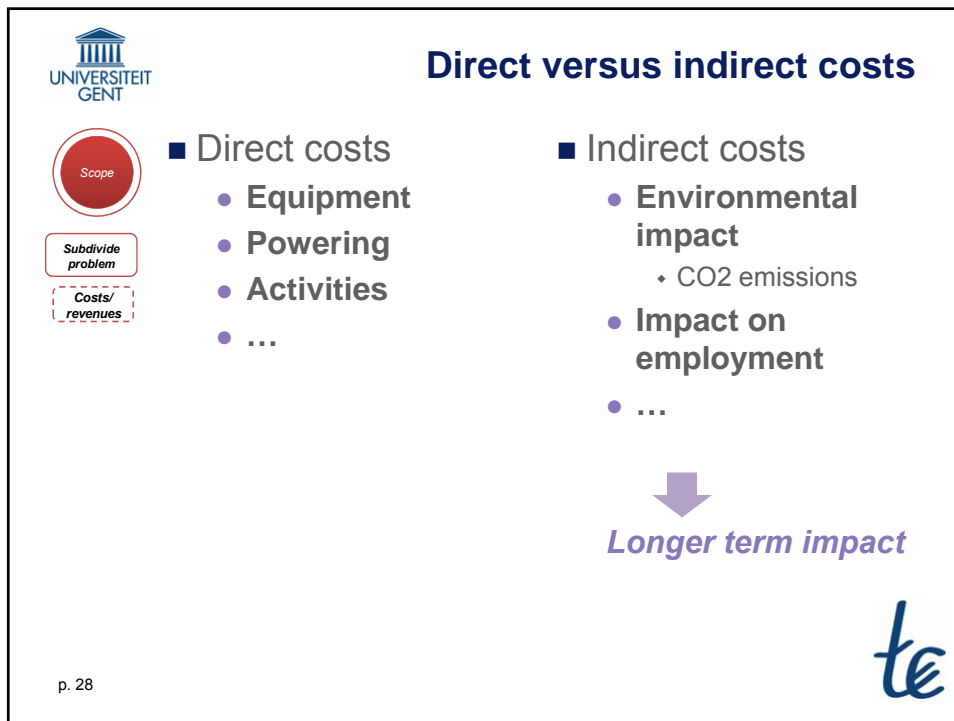 UNIVERSITEIT
GENT
Direct versus indirect costs
Scope
Subdivide
problem
Costs/
revenues
■ Direct costs
● Equipment
● Powering
● Activities
● …
■ Indirect costs
● Environmental
impact
◆ CO2 emissions
● Impact on
employment
● …
Longer term impact
p. 28
te